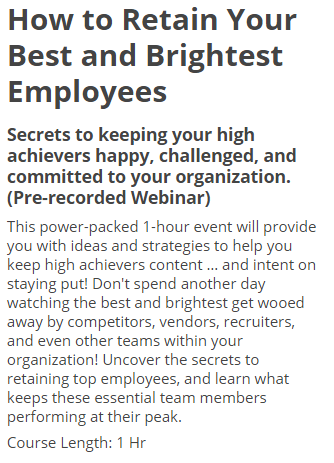 How to Retain Your
Best and Brightest
Employees
Secrets to keeping your high
achievers happy, challenged, and
committed to your organization.
(Pre-recorded Webinar)
This power-packed 1-hour event will provide
you with ideas and strategies to help you
keep high achievers content ... and intent on
staying put! Don't spend another day
watching the best and brightest get wooed
away by competitors, vendors, recruiters,
and even other teams within your
organization! Uncover the secrets to
retaining top employees, and learn what
keeps these essential team members
performing at their peak.
Course Length: 1 Hr